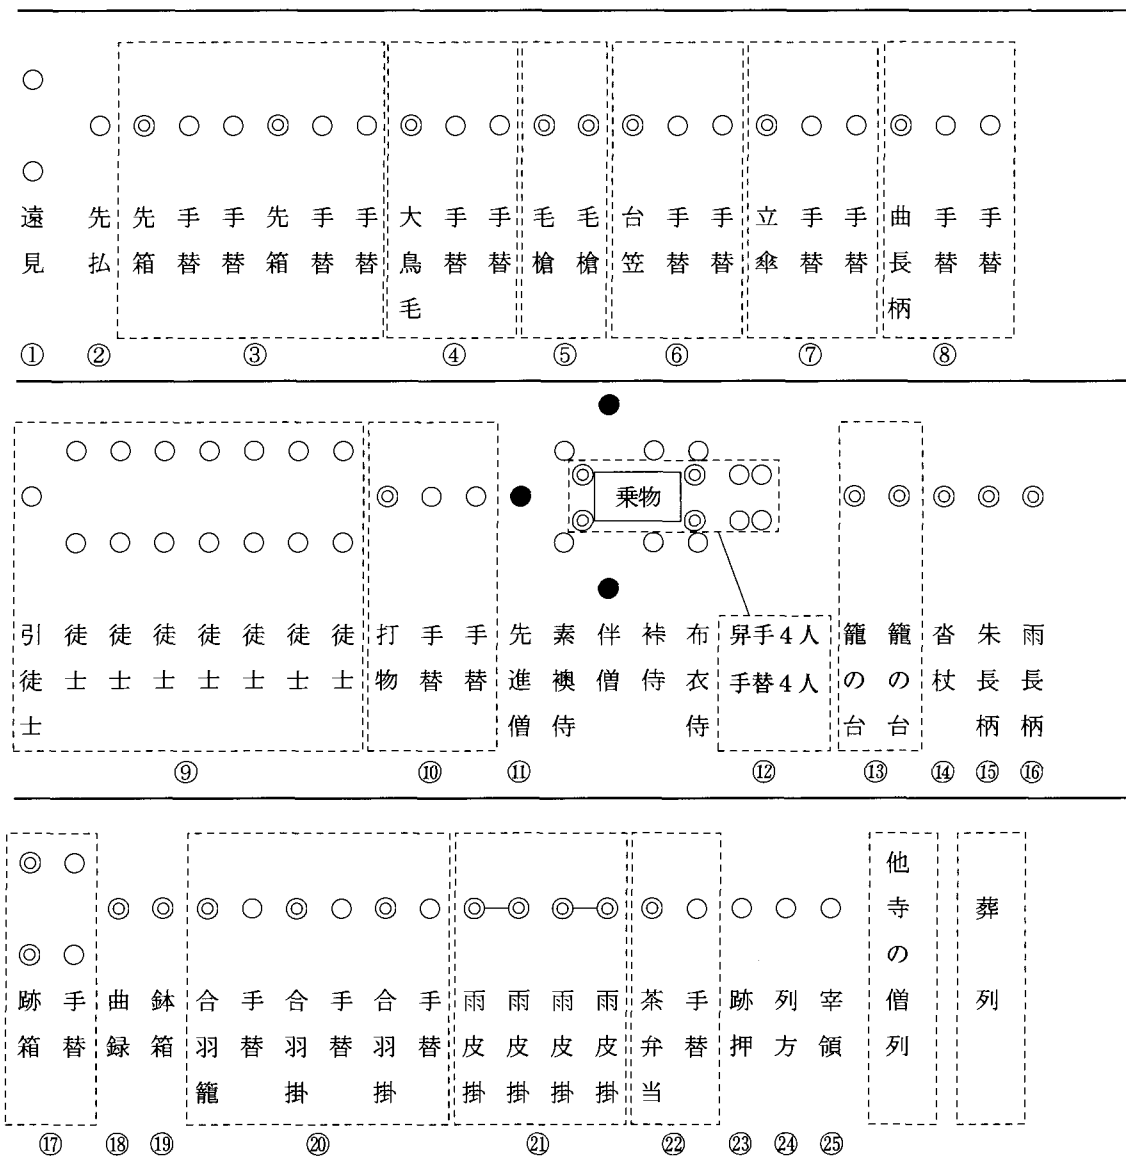 遠見
先払
先箱
手替
手替
先箱
手替
手替
大鳥毛
手替
手替
毛槍
毛槍
台笠
手替
手替
立傘
手替
手替
曲長柄
手替
手替
① ② ③ ④ ⑤ ⑥ ⑦ ⑧
乗物
引徒士
徒士
徒士
徒士
徒士
徒士
徒士
徒士
打物
手替
手替
先進僧
素襖侍
伴僧
裃侍
布衣侍
舁手4人
手替4人
籠の台
籠の台
沓杖
朱長柄
雨長柄
⑨ ⑩ ⑪ ⑫ ⑬ ⑭ ⑮ ⑯
跡箱
手替
曲録
鉢箱
合羽籠
手替
合羽掛
手替
合羽掛
手替
雨皮掛
雨皮掛
雨皮掛
雨皮掛
茶弁当
手替
跡押
列方
宰領
他寺の僧列
葬列
⑰ ⑱ ⑲ ⑳ ㉑ ㉒ ㉓ ㉔ ㉕